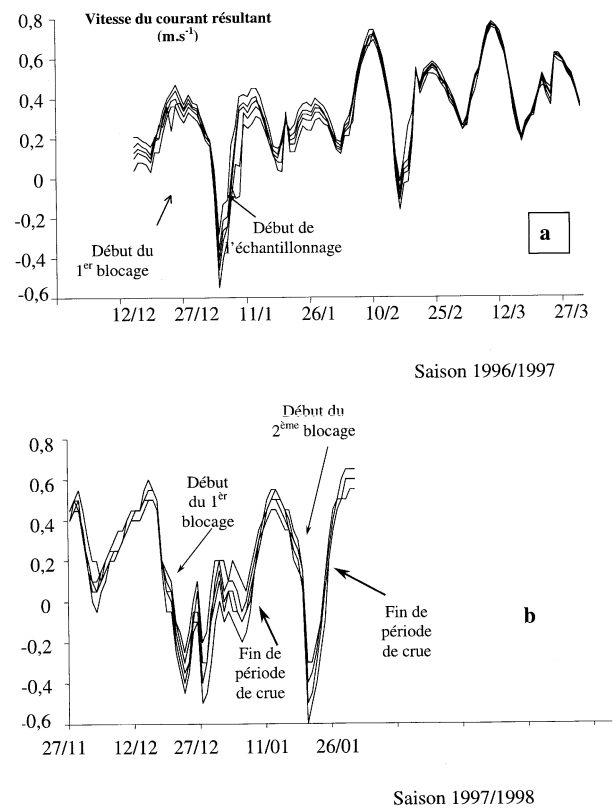 Vitesse du courant résultant
(m.s⁻¹)
0,8
0,6
0,4
0,2
0
-0,2
-0,4
-0,6
Début du
1er blocage
Début de
l'échantillonnage
a
12/12 27/12 11/1 26/1 10/2 25/2 12/3 27/3
Saison 1996/1997
Début du
2ème blocage
0,8
0,6
0,4
0,2
0
-0,2
-0,4
-0,6
Début
du 1èr
blocage
Fin de
période
de crue
Fin de
période
de crue
b
27/11 12/12 27/12 11/01 26/01
Saison 1997/1998